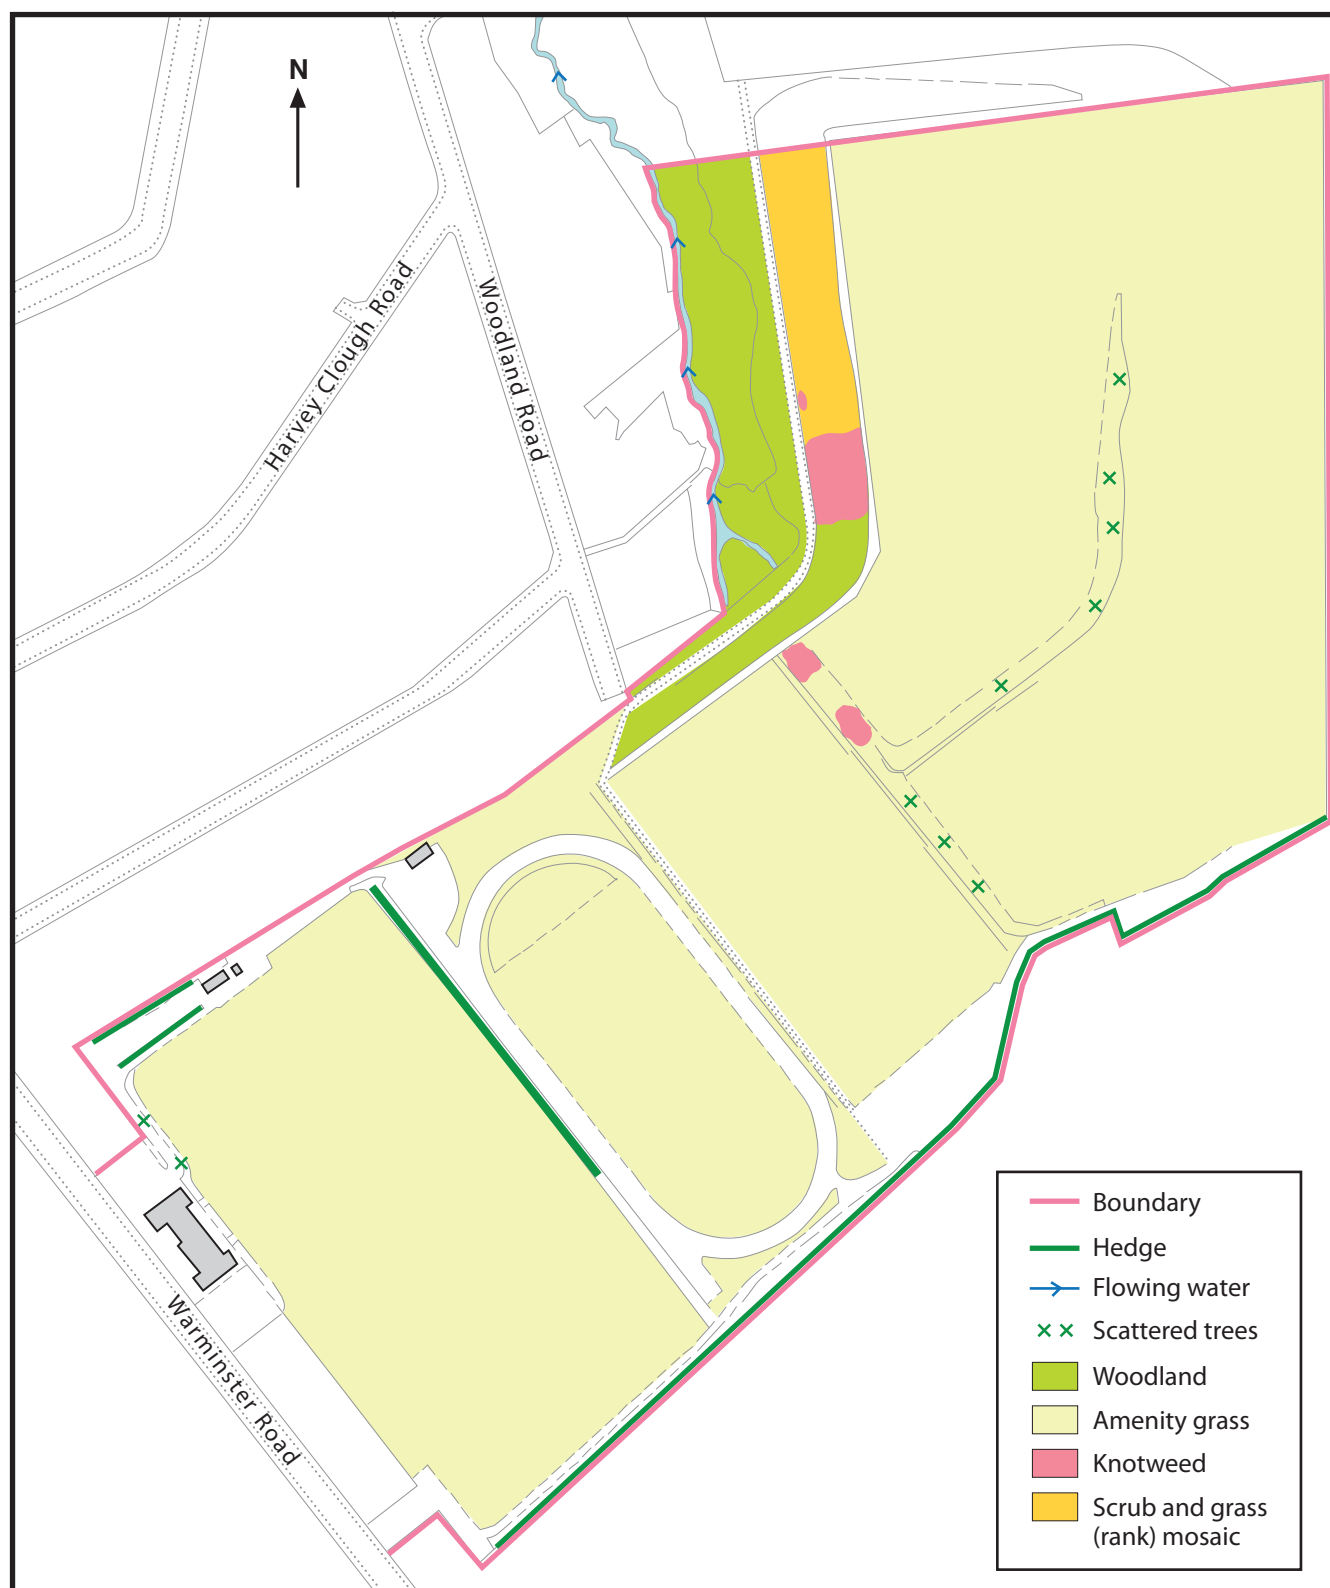 N
Harvey Clough Road
Woodland Road
Warminster Road
Boundary
Hedge
Flowing water
Scattered trees
Woodland
Amenity grass
Knotweed
Scrub and grass
(rank) mosaic